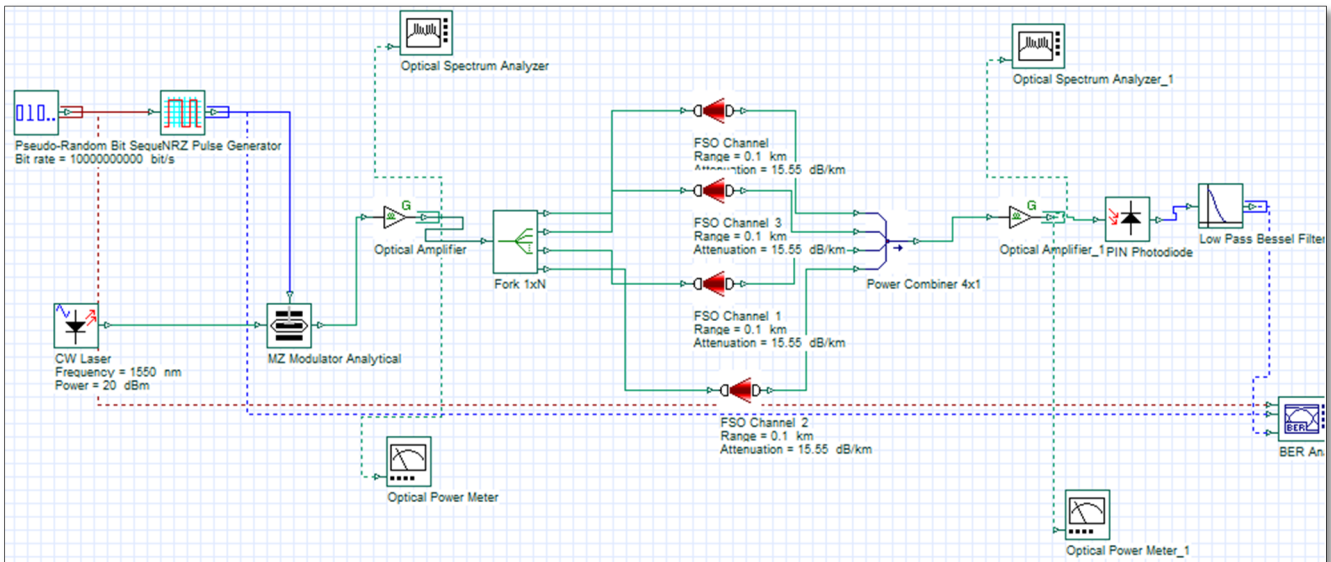 Optical Spectrum Analyzer
Optical Spectrum Analyzer_1
010..
Pseudo-Random Bit Seque
NRZ Pulse Generator
Bit rate = 10000000000 bit/s
FSO Channel
Range = 0.1 km
Attenuation = 15.55 dB/km
G
Optical Amplifier
FSO Channel 3
Range = 0.1 km
Attenuation = 15.55 dB/km
G
Optical Amplifier_1
PIN Photodiode
Low Pass Bessel Filter
Fork 1xN
Power Combiner 4x1
FSO Channel 1
Range = 0.1 km
Attenuation = 15.55 dB/km
CW Laser
Frequency = 1550 nm
Power = 20 dBm
MZ Modulator Analytical
FSO Channel 2
Range = 0.1 km
Attenuation = 15.55 dB/km
BER
BER An
Optical Power Meter
Optical Power Meter_1